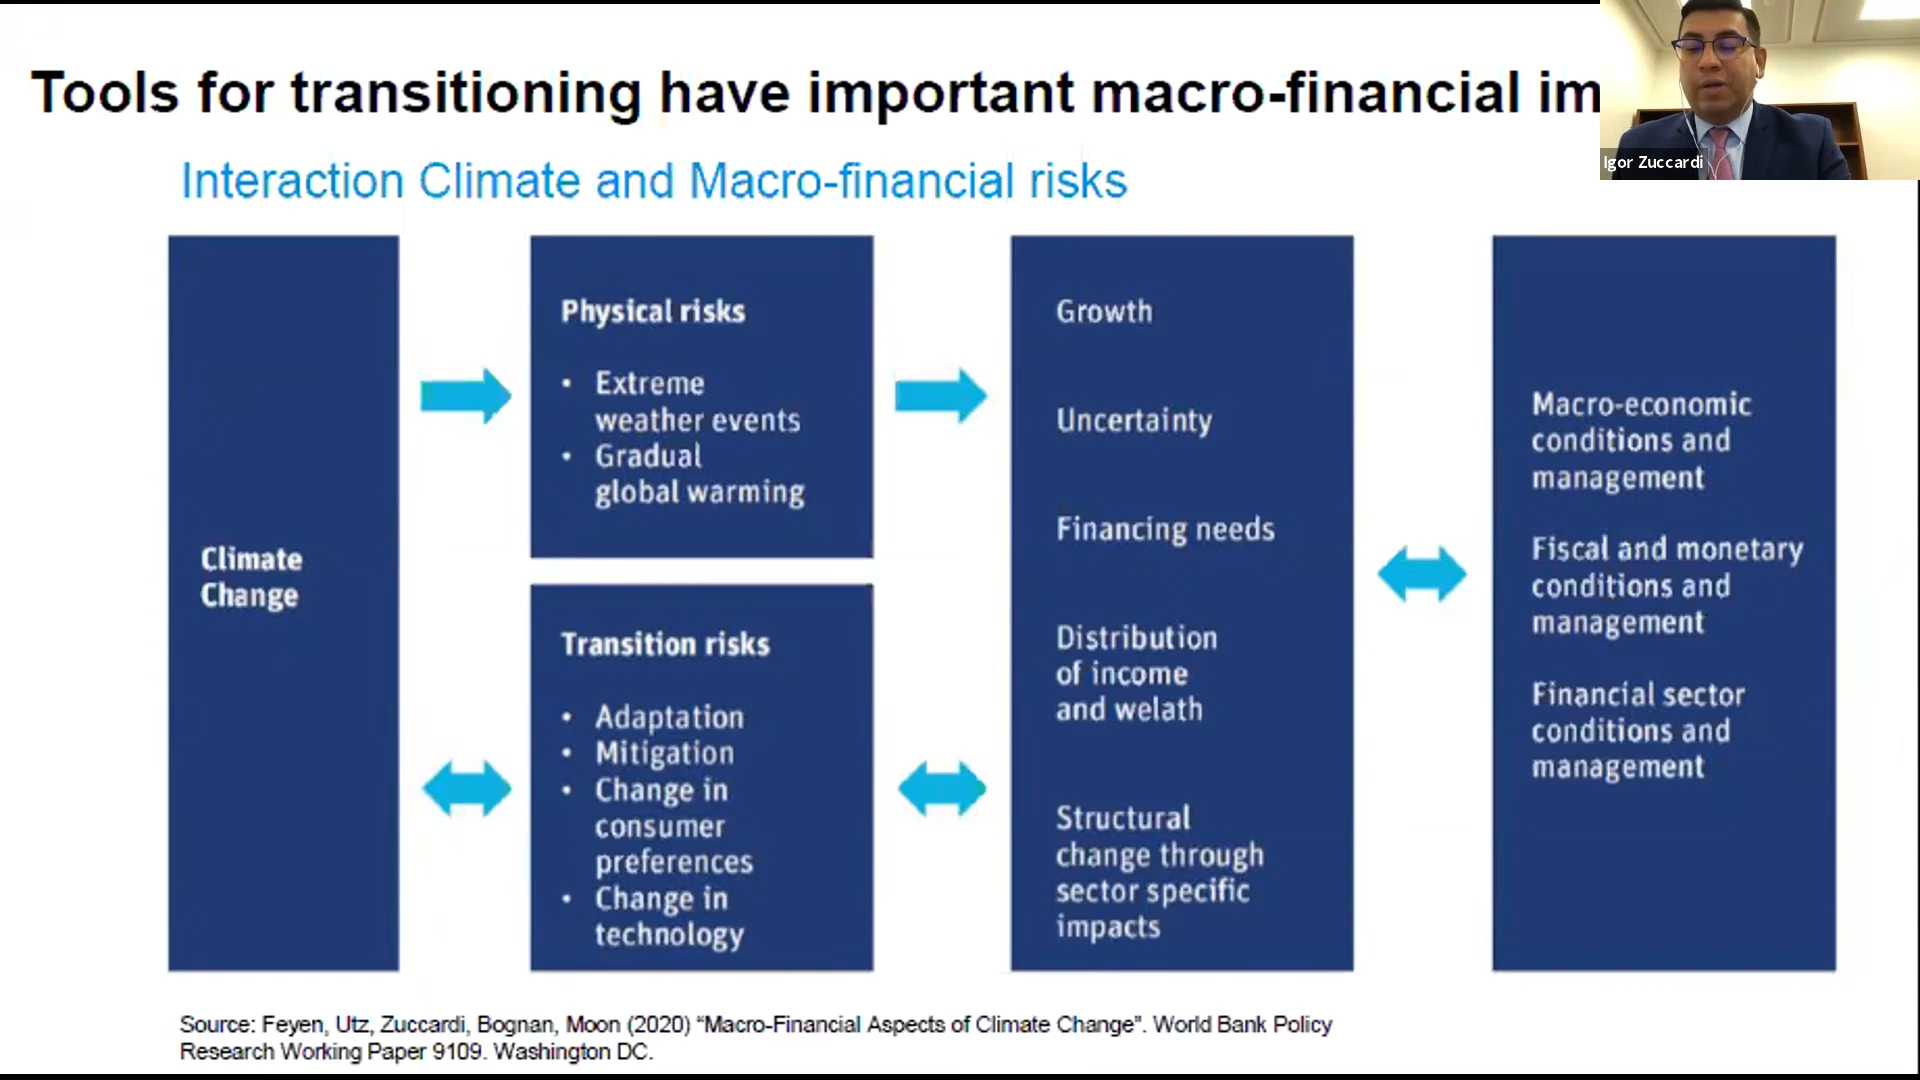 Tools for transitioning have important macro-financial im
Igor Zuccardi
Interaction Climate and Macro-financial risks
Climate
Change
Physical risks
• Extreme
weather events
• Gradual
global warming
Transition risks
• Adaptation
• Mitigation
• Change in
consumer
preferences
• Change in
technology
Growth
Uncertainty
Financing needs
Distribution
of income
and welath
Structural
change through
sector specific
impacts
Macro-economic
conditions and
management
Fiscal and monetary
conditions and
management
Financial sector
conditions and
management
Source: Feyen, Utz, Zuccardi, Bognan, Moon (2020) “Macro-Financial Aspects of Climate Change”. World Bank Policy
Research Working Paper 9109. Washington DC.